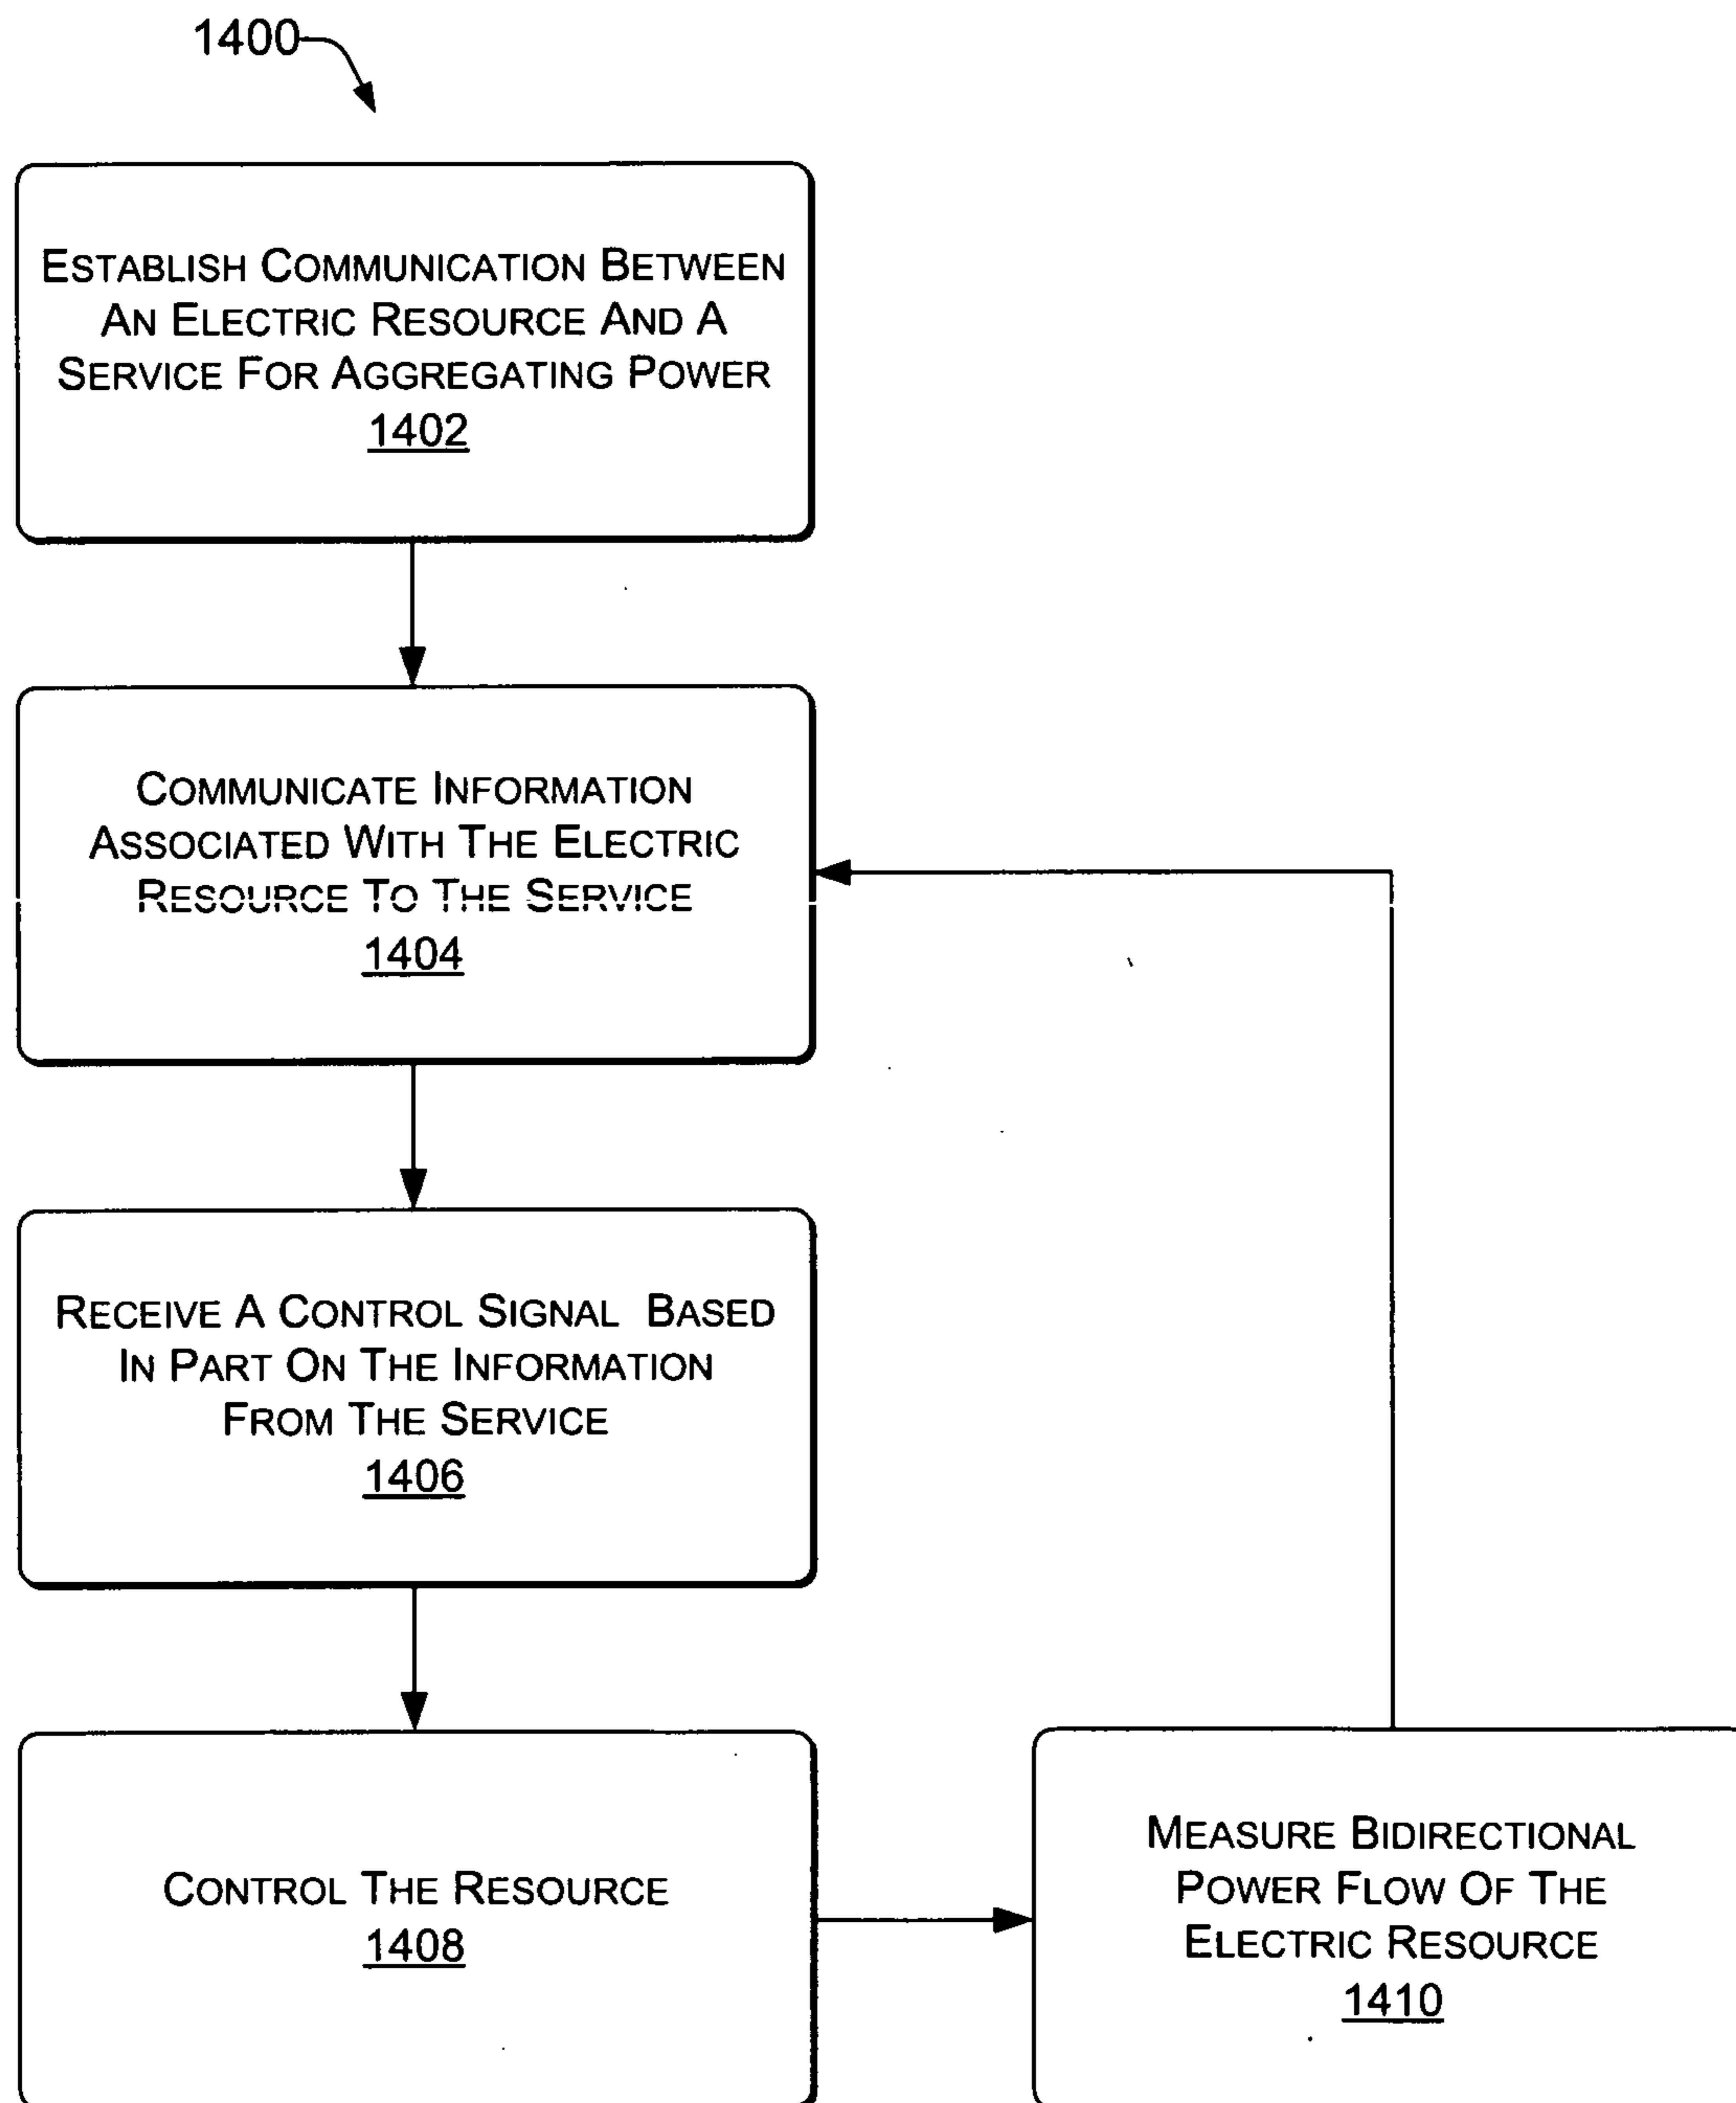 1400
ESTABLISH COMMUNICATION BETWEEN
AN ELECTRIC RESOURCE AND A
SERVICE FOR AGGREGATING POWER
1402
COMMUNICATE INFORMATION
ASSOCIATED WITH THE ELECTRIC
RESOURCE TO THE SERVICE
1404
RECEIVE A CONTROL SIGNAL BASED
IN PART ON THE INFORMATION
FROM THE SERVICE
1406
CONTROL THE RESOURCE
1408
MEASURE BIDIRECTIONAL
POWER FLOW OF THE
ELECTRIC RESOURCE
1410